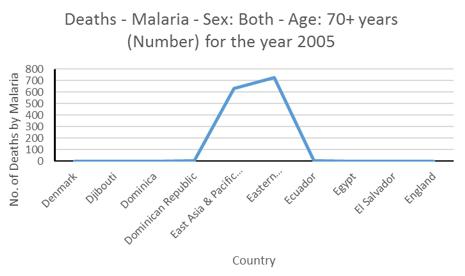 Deaths - Malaria - Sex: Both - Age: 70+ years
(Number) for the year 2005
No. of Deaths by Malaria
800
700
600
500
400
300
200
100
0
Denmark
Djibouti
Dominica
Dominican Republic
East Asia & Pacific...
Eastern...
Ecuador
Egypt
El Salvador
England
Country